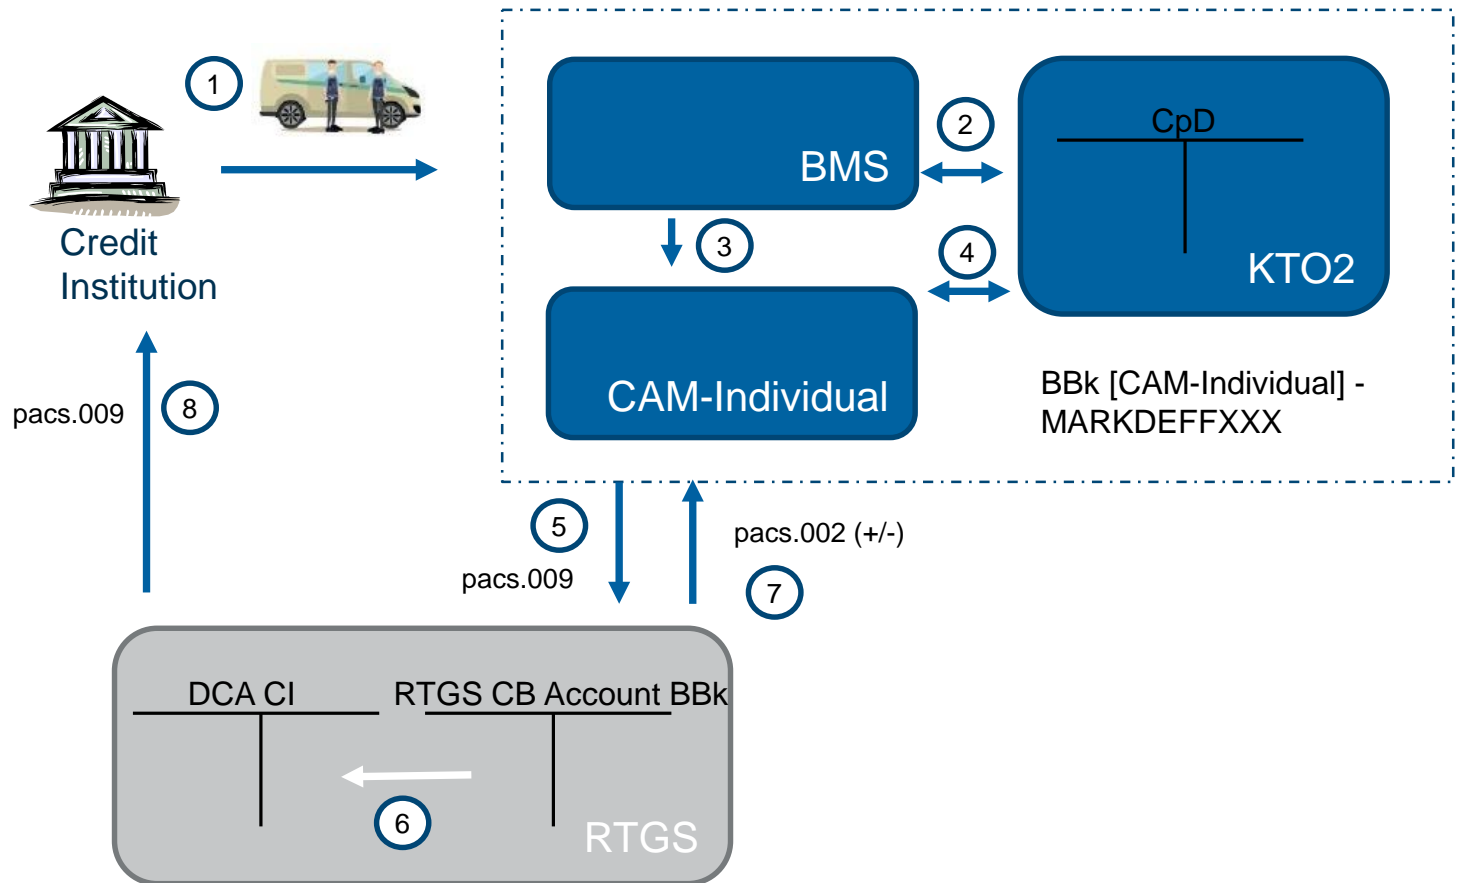 1
BMS
2
CpD
KTO2
Credit
Institution
3
4
CAM-Individual
BBk [CAM-Individual] -
MARKDEFFXXX
pacs.009
8
5
pacs.009
pacs.002 (+/-)
7
DCA CI
RTGS CB Account BBk
6
RTGS